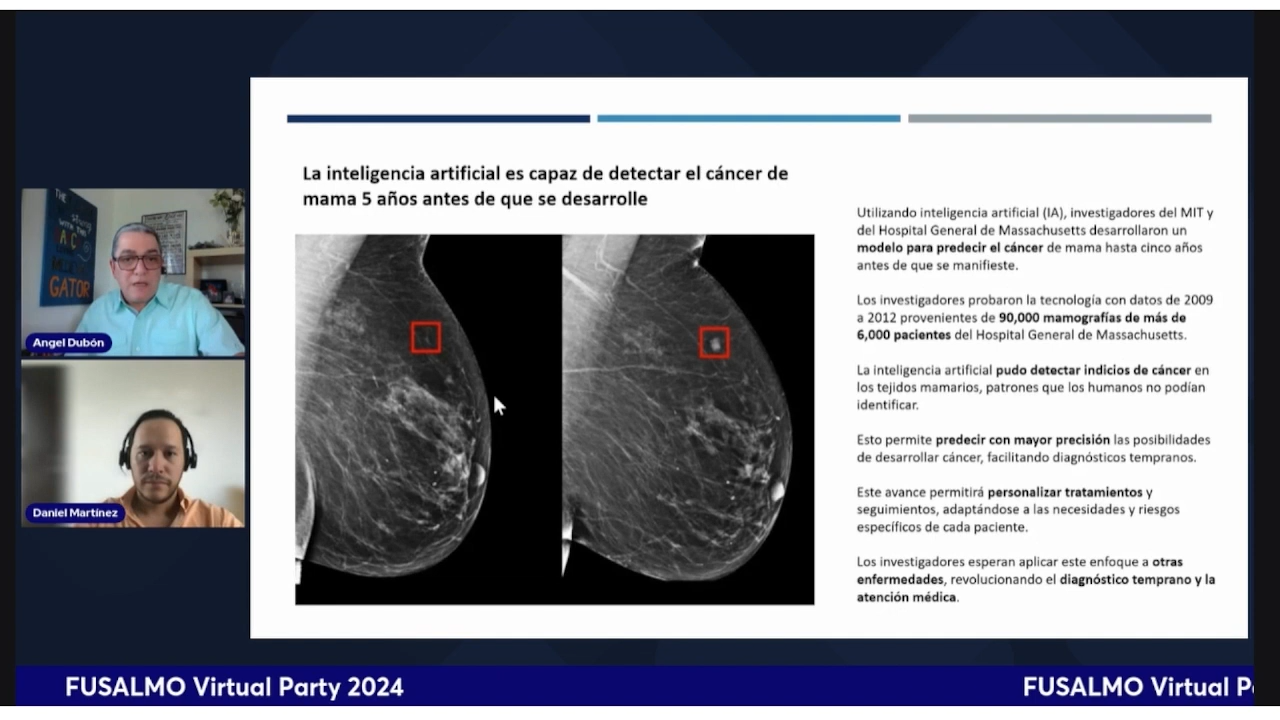 La inteligencia artificial es capaz de detectar el cáncer de
mama 5 años antes de que se desarrolle
Utilizando inteligencia artificial (IA), investigadores del MIT y
del Hospital General de Massachusetts desarrollaron un
modelo para predecir el cáncer de mama hasta cinco años
antes de que se manifieste.
Los investigadores probaron la tecnología con datos de 2009
a 2012 provenientes de 90,000 mamografías de más de
6,000 pacientes del Hospital General de Massachusetts.
La inteligencia artificial pudo detectar indicios de cáncer en
los tejidos mamarios, patrones que los humanos no podían
identificar.
Esto permite predecir con mayor precisión las posibilidades
de desarrollar cáncer, facilitando diagnósticos tempranos.
Este avance permitirá personalizar tratamientos y
seguimientos, adaptándose a las necesidades y riesgos
específicos de cada paciente.
Los investigadores esperan aplicar este enfoque a otras
enfermedades, revolucionando el diagnóstico temprano y la
atención médica.
THE
WITH THE
GATOR
Angel Dubón
Daniel Martínez
FUSALMO Virtual Party 2024
FUSALMO Virtual P